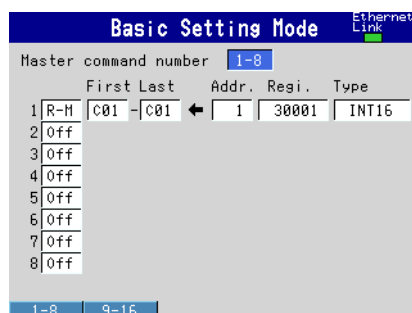 Basic Setting Mode
Ethernet
Link
Master command number 1-8
First Last Addr. Regi. Type
1 R-M C01 - C01 ← 1 30001 INT16
2 Off
3 Off
4 Off
5 Off
6 Off
7 Off
8 Off
1-8 9-16